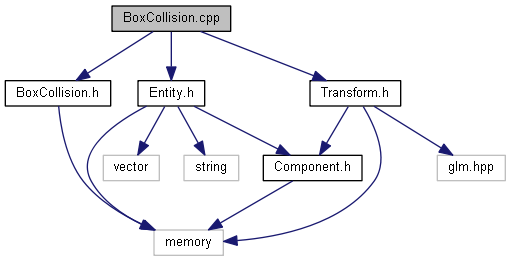 BoxCollision.cpp
BoxCollision.h
Entity.h
Transform.h
vector
string
Component.h
glm.hpp
memory